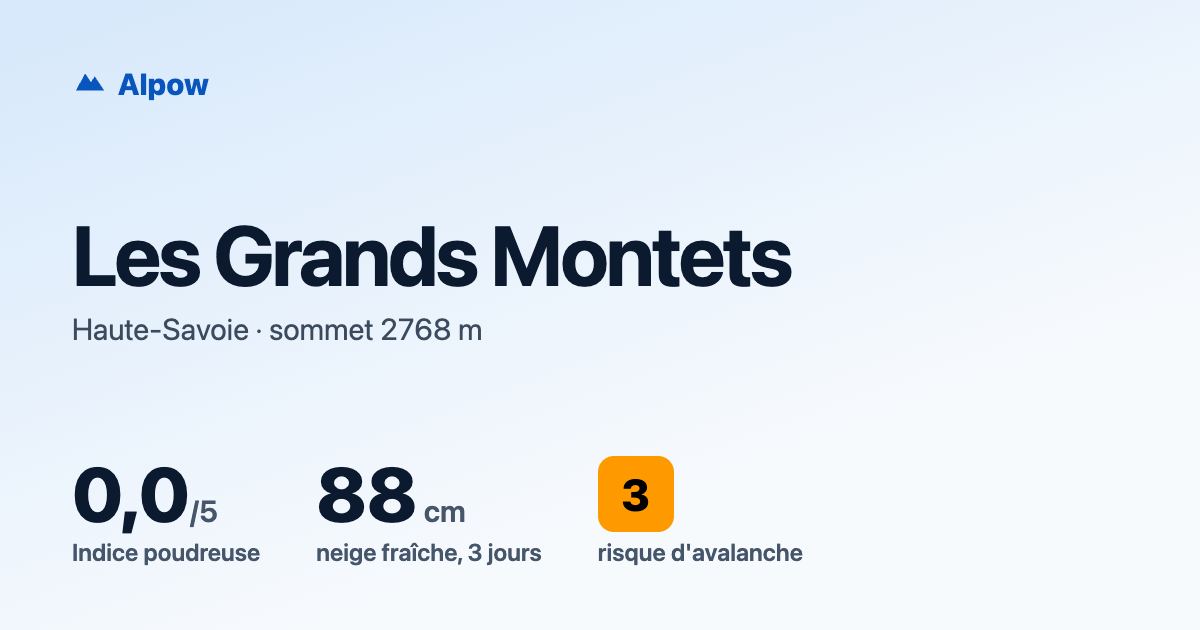 Alpow
Les Grands Montets
Haute-Savoie · sommet 2768 m
0,0/5
Indice poudreuse
88 cm
neige fraîche, 3 jours
3
risque d'avalanche